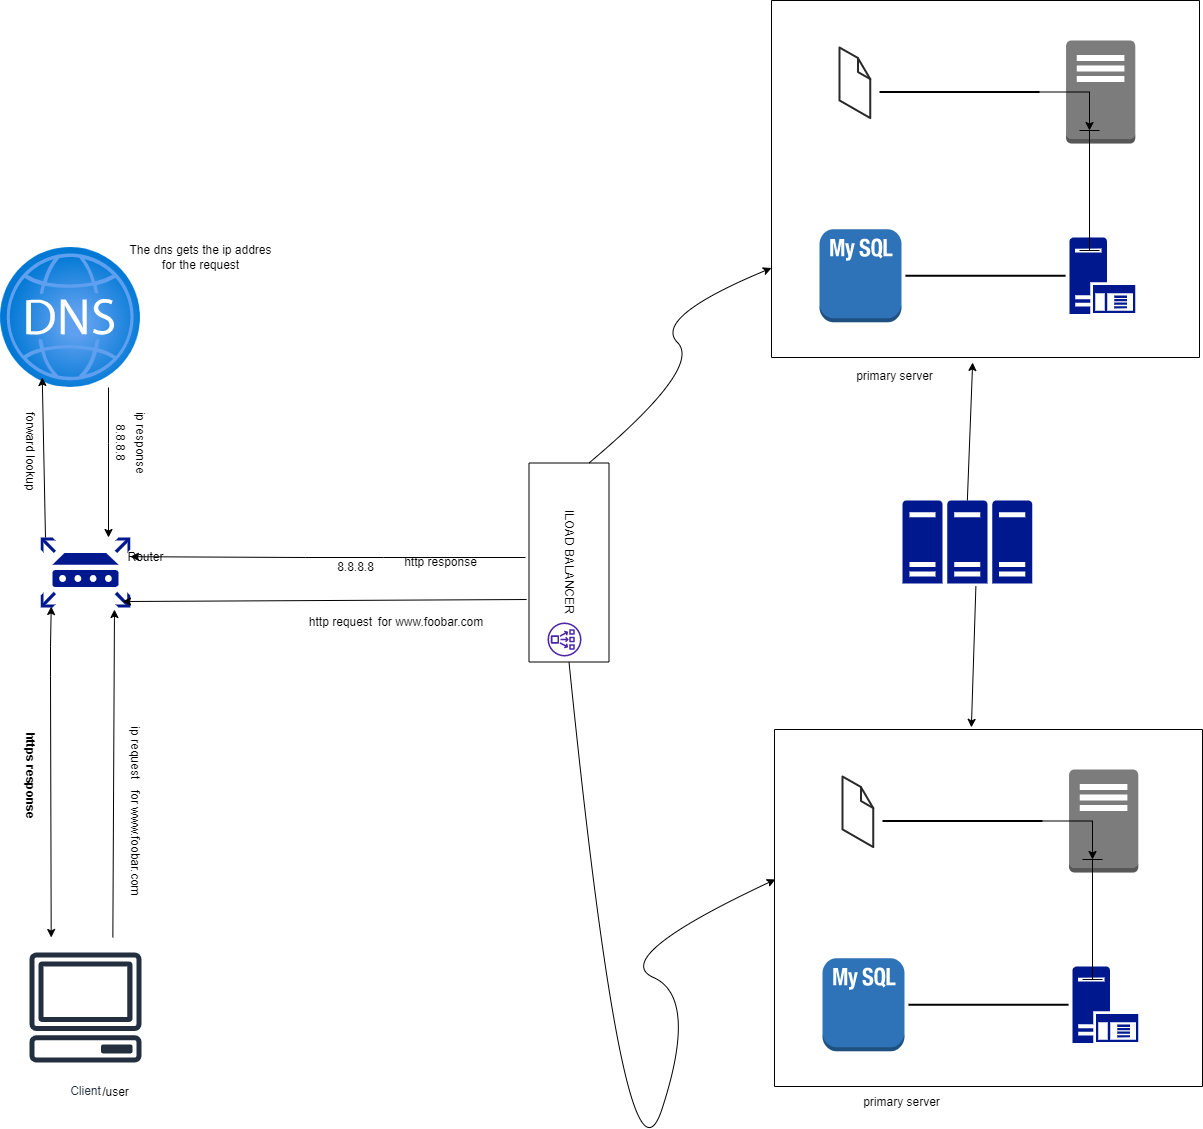 The dns gets the ip addres
for the request
DNS
forward lookup
ip response
8.8.8.8
Router
8.8.8.8
http response
http request for www.foobar.com
lLOAD BALANCER
https response
ip request for www.foobar.com
Client/user
My SQL
primary server
My SQL
primary server